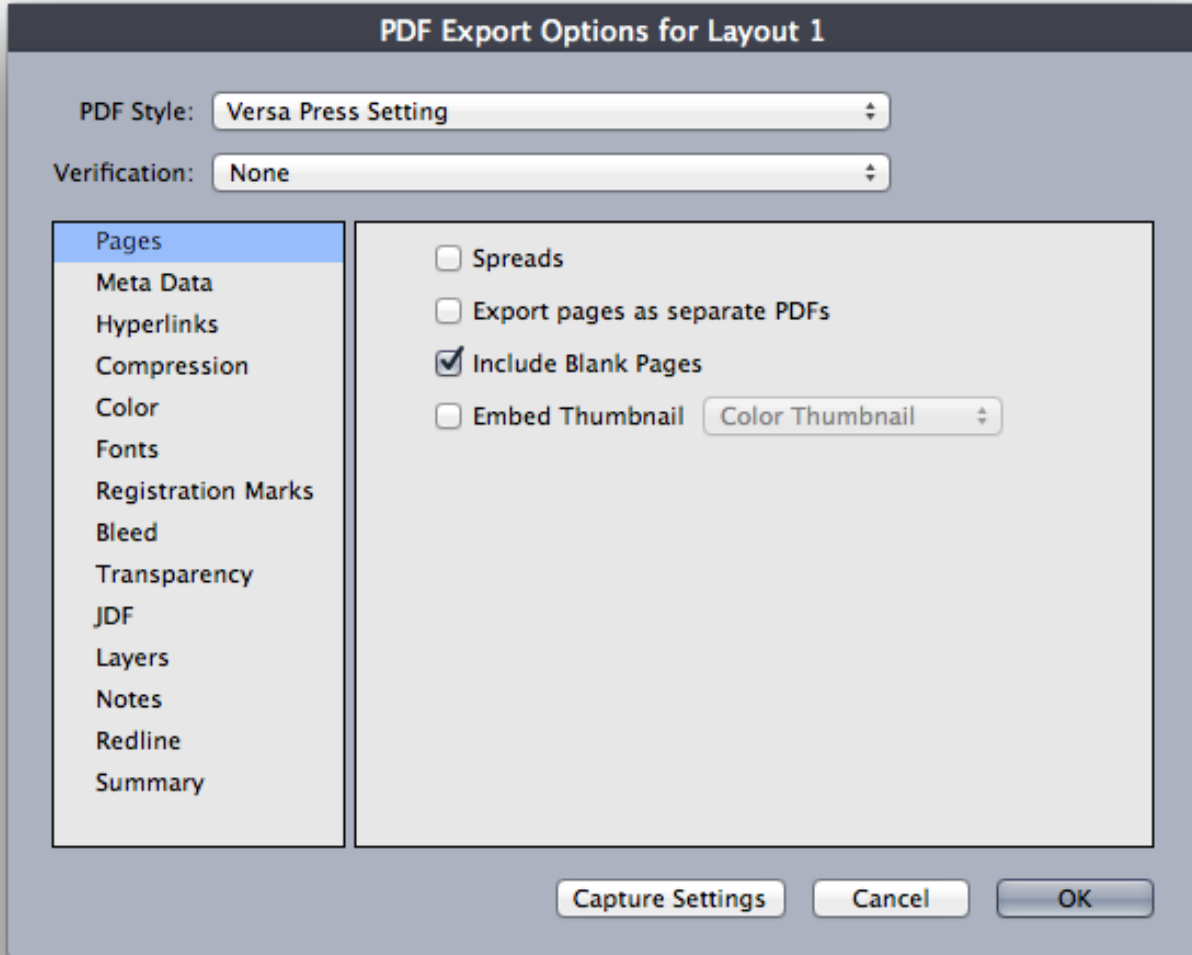 PDF Export Options for Layout 1
PDF Style: Versa Press Setting
Verification: None
Pages
Meta Data
Hyperlinks
Compression
Color
Fonts
Registration Marks
Bleed
Transparency
JDF
Layers
Notes
Redline
Summary
Spreads
Export pages as separate PDFs
Include Blank Pages
Embed Thumbnail Color Thumbnail
Capture Settings Cancel OK